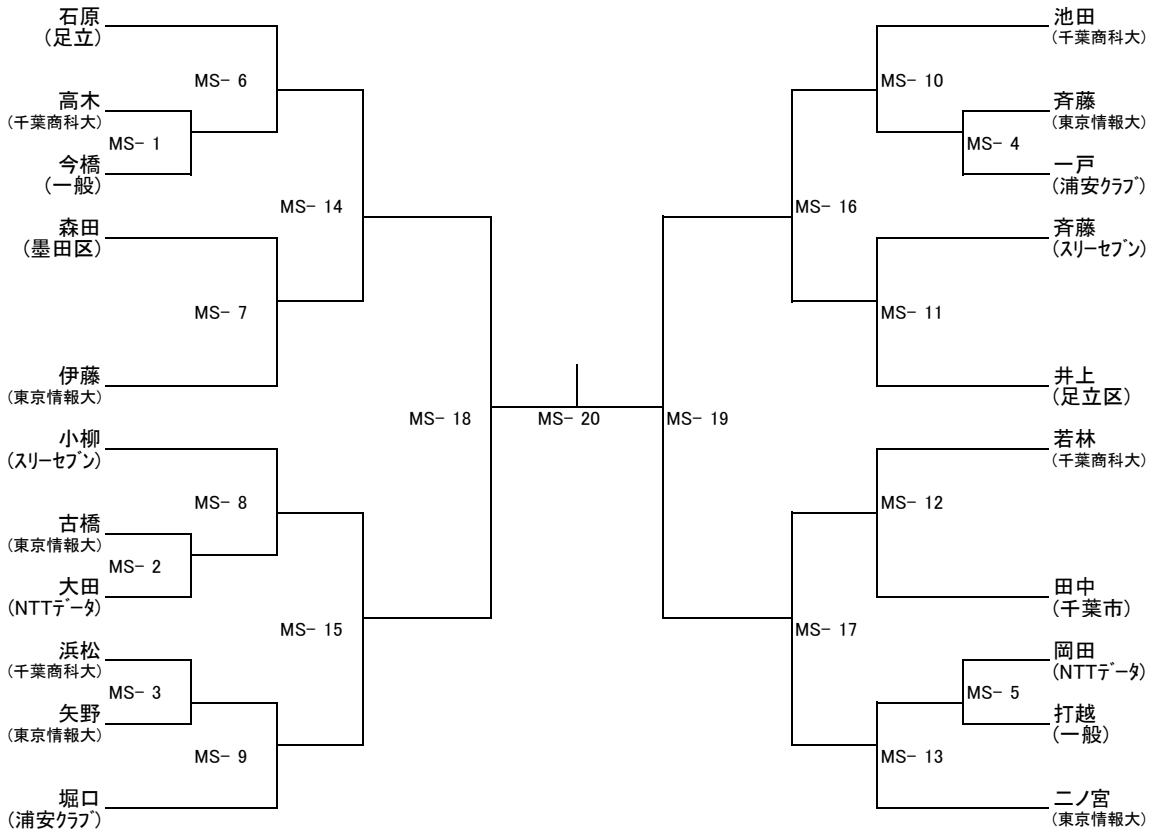 石原
(足立)
MS- 6
高木
(千葉商科大)
MS- 1
今橋
(一般)
MS- 14
森田
(墨田区)
MS- 7
伊藤
(東京情報大)
MS- 18
小柳
(スリーセブン)
MS- 8
古橋
(東京情報大)
MS- 2
大田
(NTTデータ)
MS- 15
浜松
(千葉商科大)
MS- 3
矢野
(東京情報大)
MS- 9
堀口
(浦安クラブ)
MS- 20
池田
(千葉商科大)
MS- 10
斉藤
(東京情報大)
MS- 4
一戸
(浦安クラブ)
MS- 16
斉藤
(スリーセブン)
MS- 11
井上
(足立区)
MS- 19
若林
(千葉商科大)
MS- 12
田中
(千葉市)
MS- 17
岡田
(NTTデータ)
MS- 5
打越
(一般)
MS- 13
二ノ宮
(東京情報大)